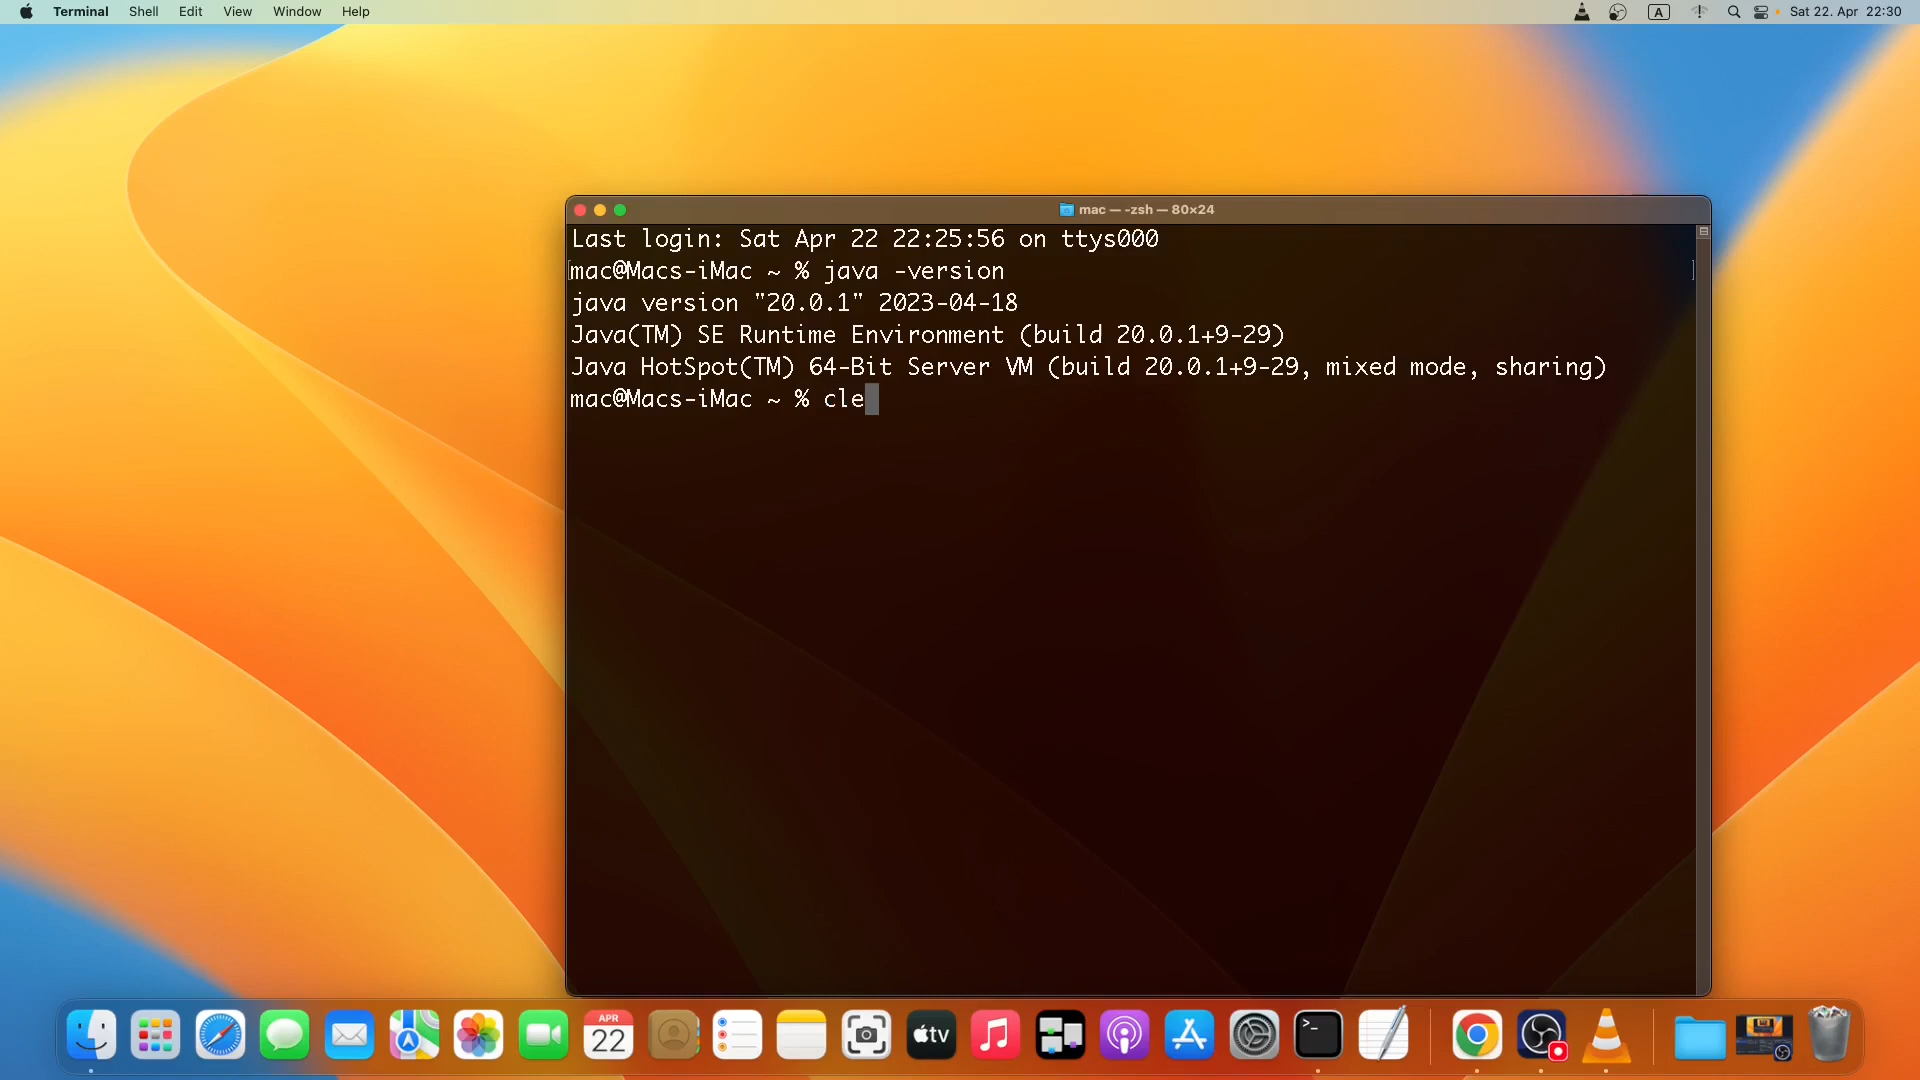 Terminal Shell Edit View Window Help
A Sat 22. Apr 22:30
mac — -zsh — 80×24
Last login: Sat Apr 22 22:25:56 on ttys000
mac@Macs-iMac ~ % java -version
java version "20.0.1" 2023-04-18
Java(TM) SE Runtime Environment (build 20.0.1+9-29)
Java HotSpot(TM) 64-Bit Server VM (build 20.0.1+9-29, mixed mode, sharing)
mac@Macs-iMac ~ % cle
APR
22
tv
>_